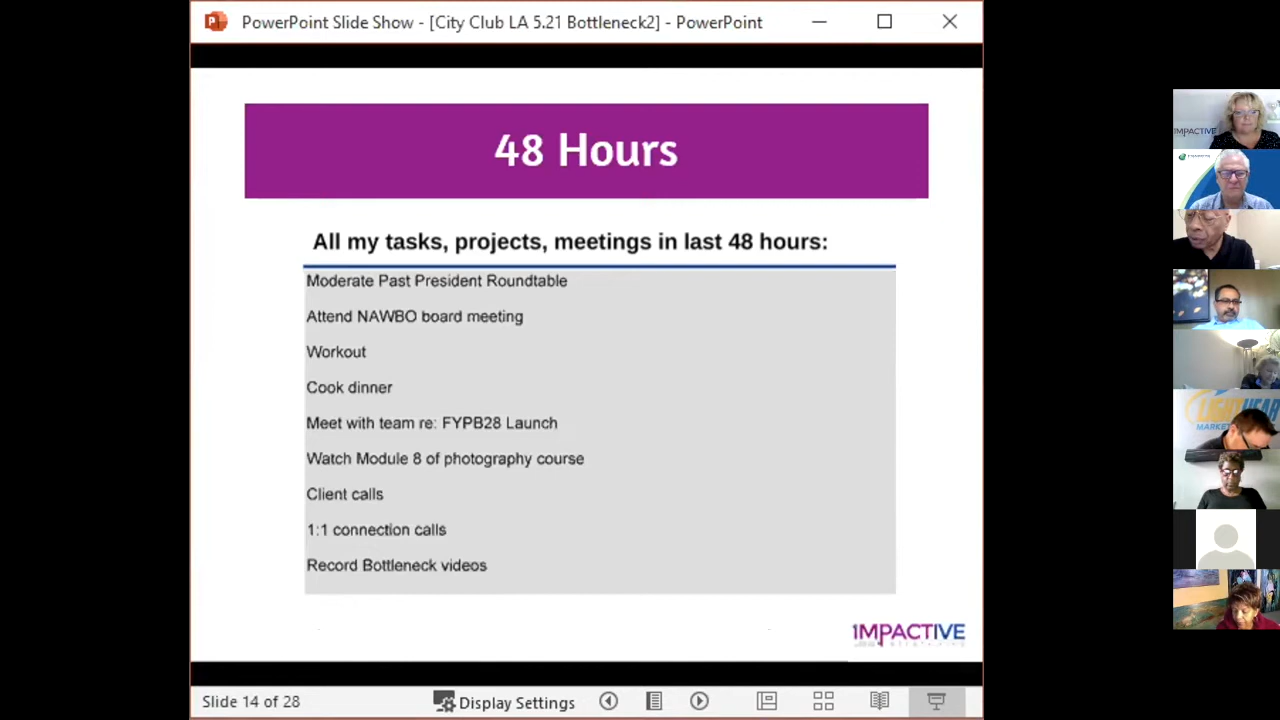 PowerPoint Slide Show - [City Club LA 5.21 Bottleneck2] - PowerPoint
48 Hours
All my tasks, projects, meetings in last 48 hours:
Moderate Past President Roundtable
Attend NAWBO board meeting
Workout
Cook dinner
Meet with team re: FYPB28 Launch
Watch Module 8 of photography course
Client calls
1:1 connection calls
Record Bottleneck videos
IMPACTIVE
Slide 14 of 28
Display Settings
IMPACTIVE